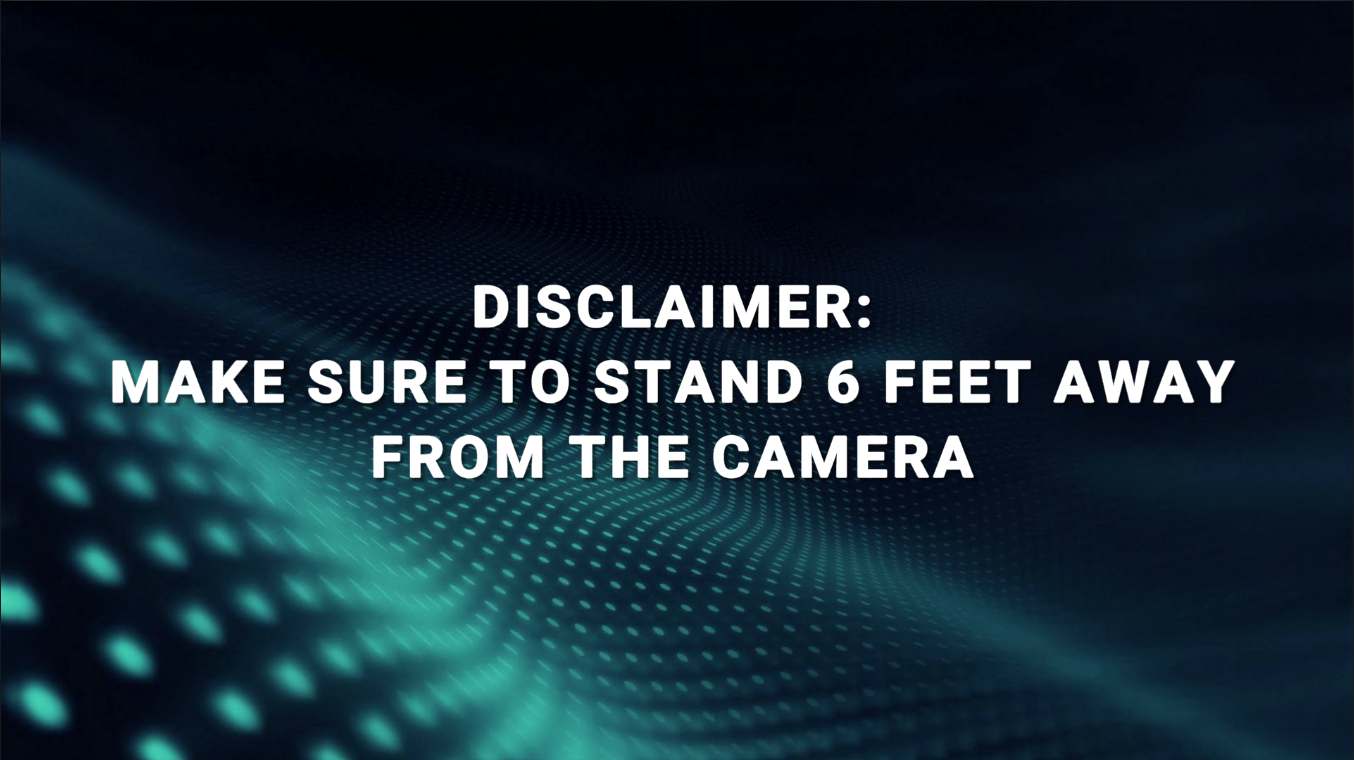 DISCLAIMER:
MAKE SURE TO STAND 6 FEET AWAY
FROM THE CAMERA